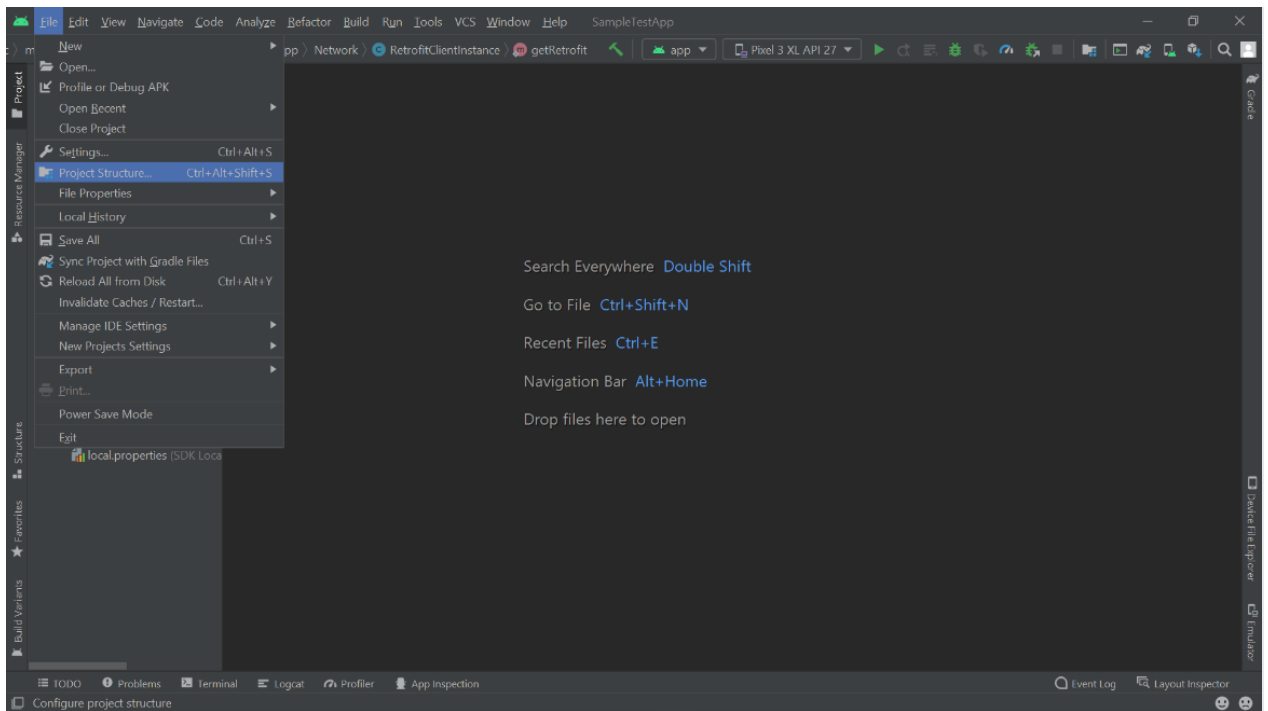 File Edit View Navigate Code Analyze Refactor Build Run Tools VCS Window Help SampleTestApp
pp Network RetrofitClientInstance getRetrofit app Pixel 3 XL API 27
New
Open...
Profile or Debug APK
Open Recent
Close Project
Settings... Ctrl+Alt+S
Project Structure... Ctrl+Alt+Shift+S
File Properties
Local History
Save All Ctrl+S
Sync Project with Gradle Files
Reload All from Disk Ctrl+Alt+Y
Invalidate Caches / Restart...
Manage IDE Settings
New Projects Settings
Export
Print...
Power Save Mode
Exit
local.properties (SDK Loca
Project
Resource Manager
Structure
Favorites
Build Variants
Search Everywhere Double Shift
Go to File Ctrl+Shift+N
Recent Files Ctrl+E
Navigation Bar Alt+Home
Drop files here to open
Gradle
Device File Explorer
Emulator
TODO Problems Terminal Logcat Profiler App Inspection Event Log Layout Inspector
Configure project structure